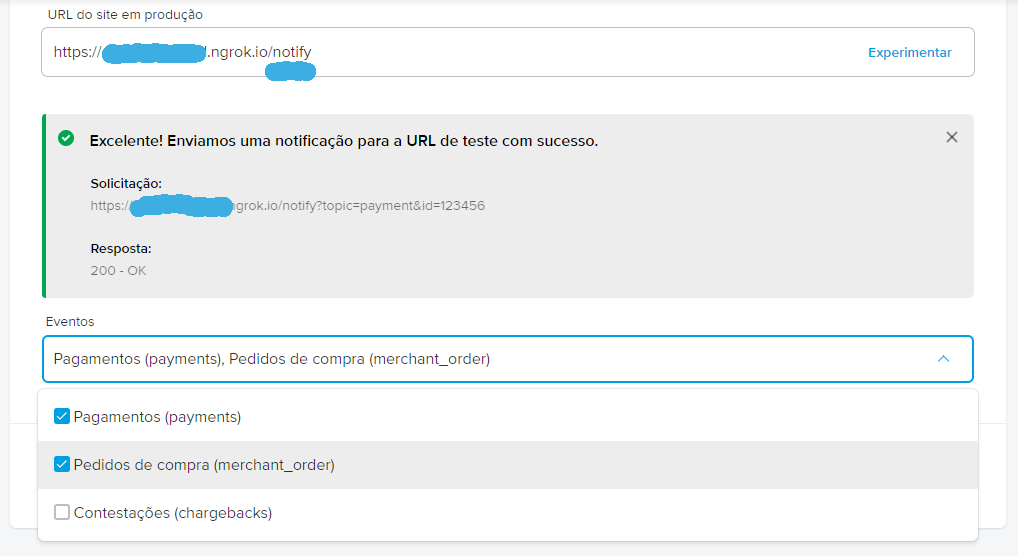 URL do site em produção
https:// .ngrok.io/notify
Experimentar
Excelente! Enviamos uma notificação para a URL de teste com sucesso.
Solicitação:
https:/ ngrok.io/notify?topic=payment&id=123456
Resposta:
200 - OK
Eventos
Pagamentos (payments), Pedidos de compra (merchant_order)
Pagamentos (payments)
Pedidos de compra (merchant_order)
Contestações (chargebacks)